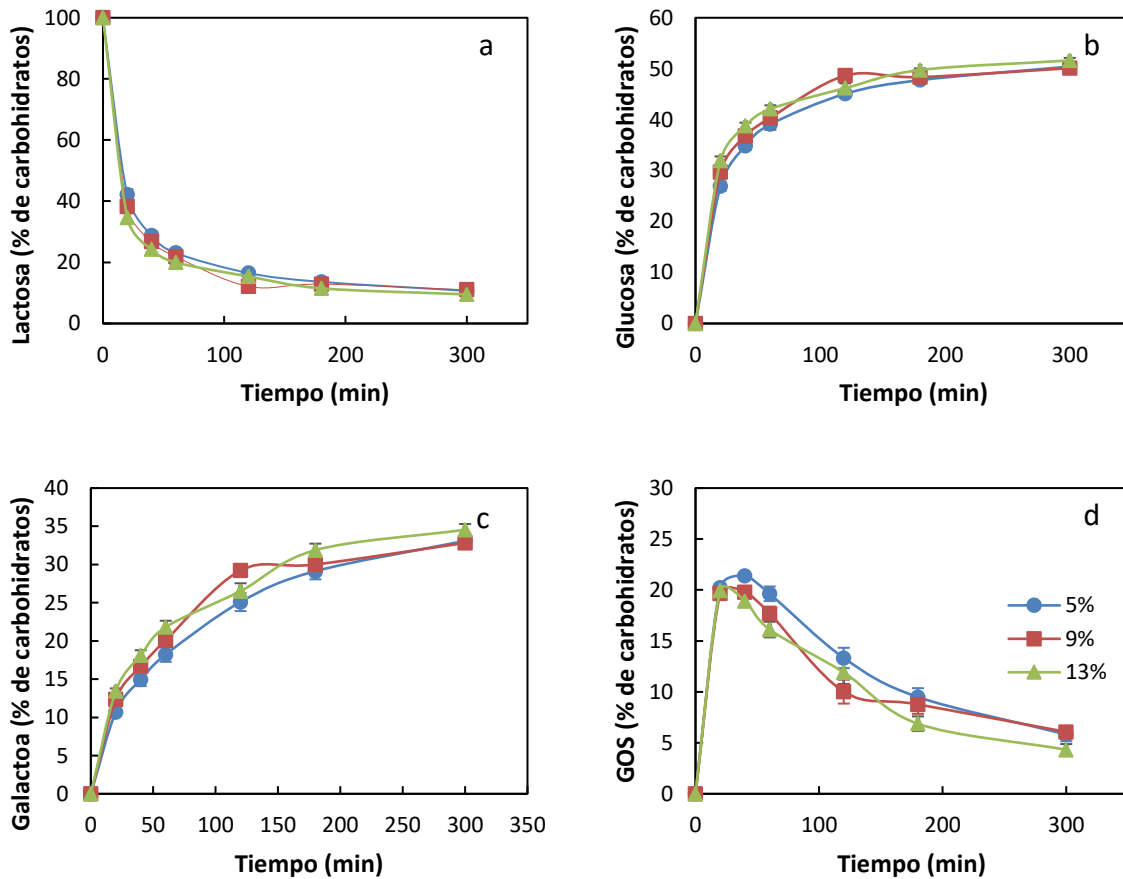 a
100
80
60
40
20
0
0 100 200 300
Lactosa (% de carbohidratos)
Tiempo (min)
b
60
50
40
30
20
10
0
0 100 200 300
Glucosa (% de carbohidratos)
Tiempo (min)
c
40
35
30
25
20
15
10
5
0
0 50 100 150 200 250 300 350
Galactoa (% de carbohidratos)
Tiempo (min)
d
30
25
20
15
10
5
0
0 100 200 300
GOS (% de carbohidratos)
Tiempo (min)
5%
9%
13%